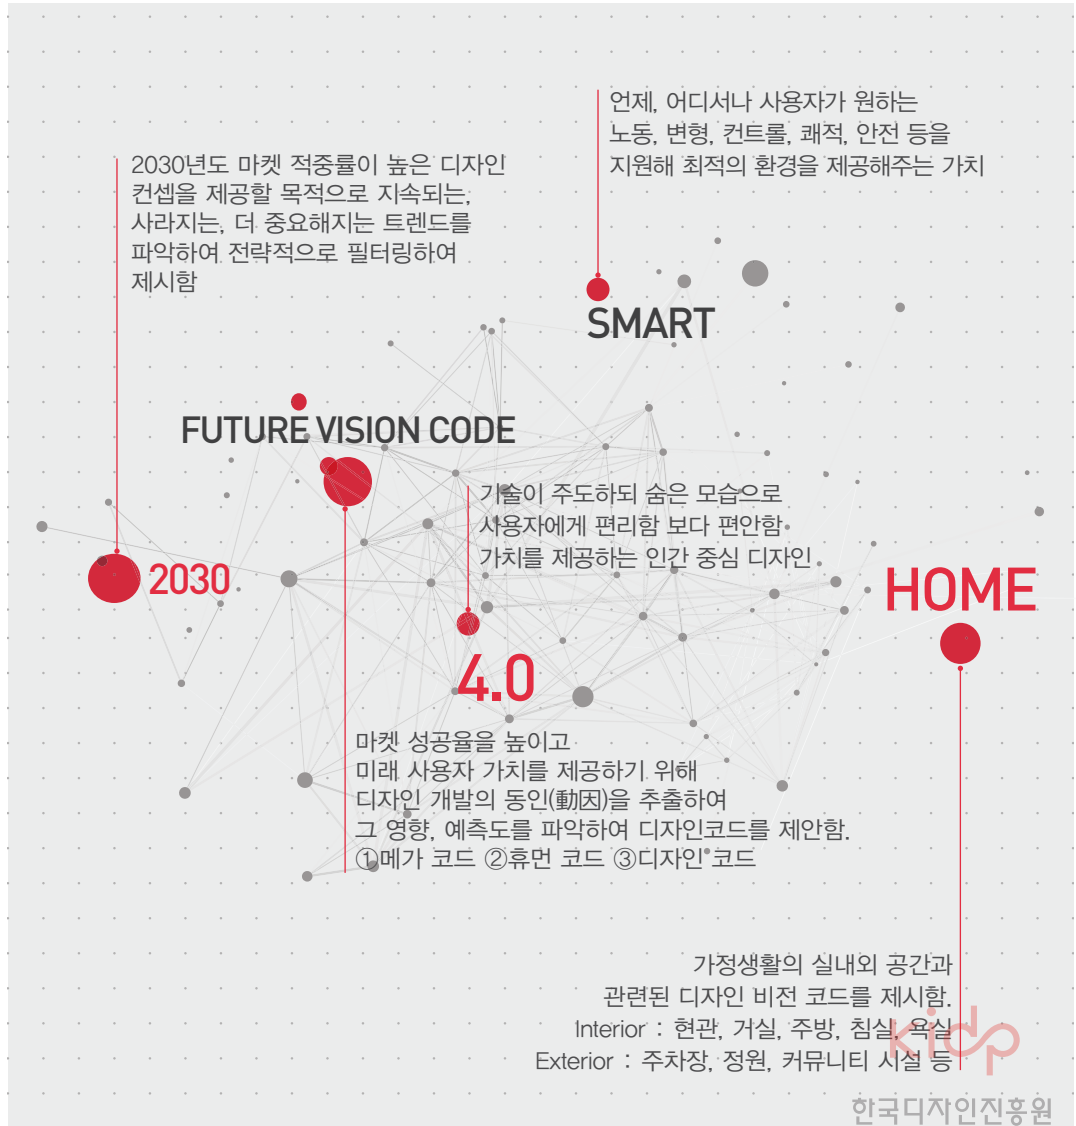 언제, 어디서나 사용자가 원하는
노동, 변형, 컨트롤, 쾌적, 안전 등을
지원해 최적의 환경을 제공해주는 가치
SMART
2030년도 마켓 적중률이 높은 디자인
컨셉을 제공할 목적으로 지속되는,
사라지는, 더 중요해지는 트렌드를
파악하여 전략적으로 필터링하여
제시함
2030
FUTURE VISION CODE
기술이 주도하되 숨은 모습으로
사용자에게 편리함 보다 편안함
가치를 제공하는 인간 중심 디자인
4.0
HOME
마켓 성공율을 높이고
미래 사용자 가치를 제공하기 위해
디자인 개발의 동인(動因)을 추출하여
그 영향, 예측도를 파악하여 디자인코드를 제안함.
①메가 코드 ②휴먼 코드 ③디자인 코드
가정생활의 실내외 공간과
관련된 디자인 비전 코드를 제시함.
Interior : 현관, 거실, 주방, 침실, 욕실
Exterior : 주차장, 정원, 커뮤니티 시설 등
kidp
한국디자인진흥원